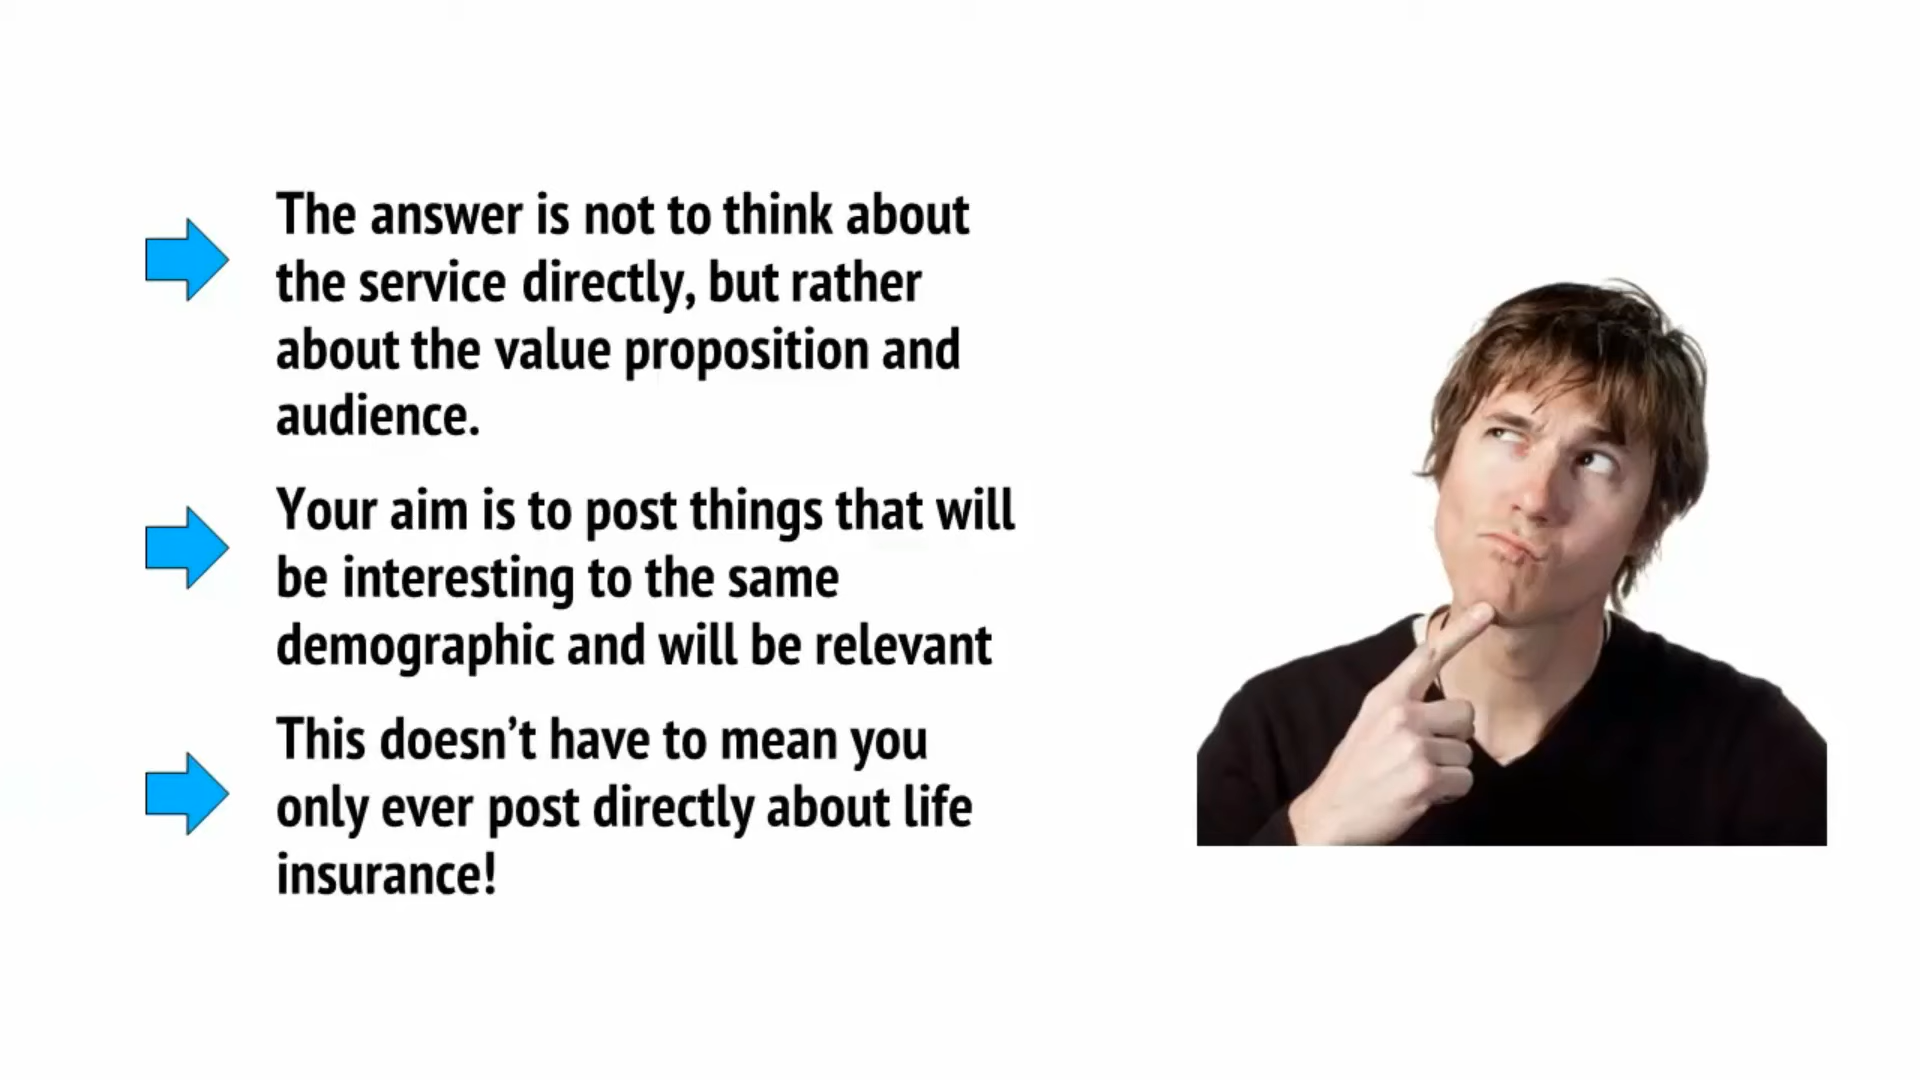 The answer is not to think about
the service directly, but rather
about the value proposition and
audience.
Your aim is to post things that will
be interesting to the same
demographic and will be relevant
This doesn’t have to mean you
only ever post directly about life
insurance!